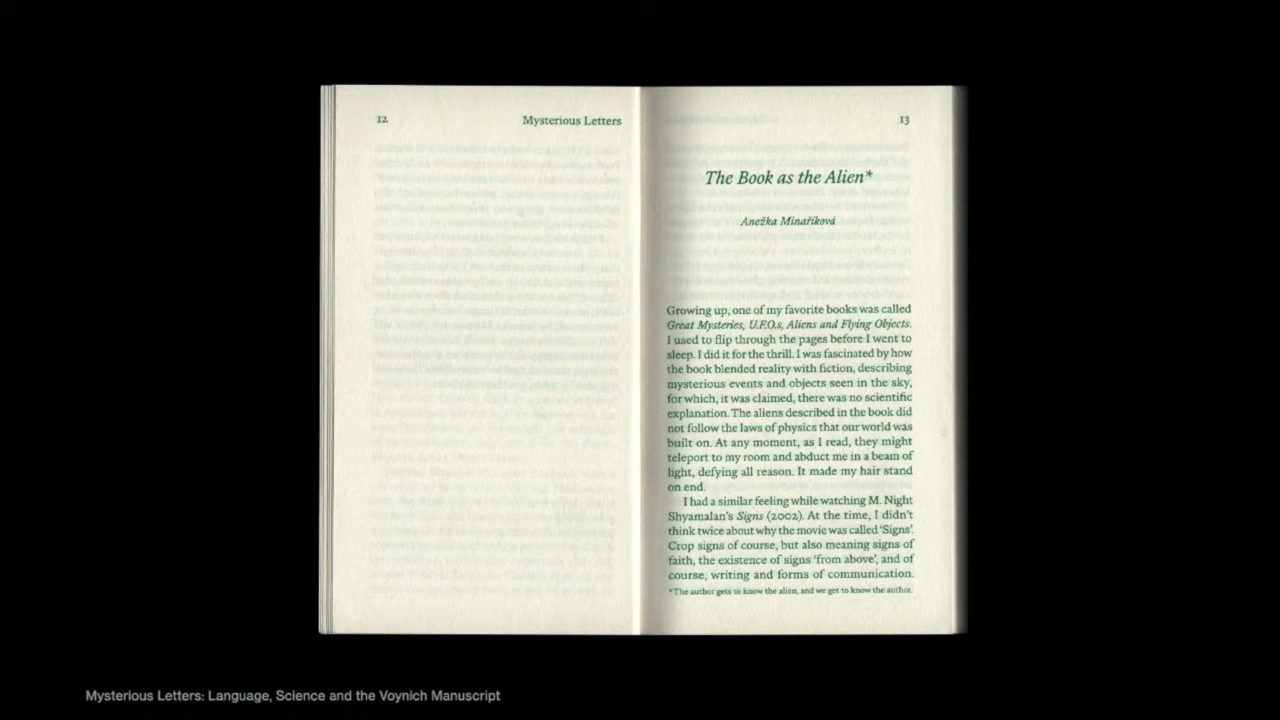 12
Mysterious Letters
13
The Book as the Alien*
Anežka Minaříková
Growing up, one of my favorite books was called
Great Mysteries, U.F.O.s, Aliens and Flying Objects.
I used to flip through the pages before I went to
sleep. I did it for the thrill. I was fascinated by how
the book blended reality with fiction, describing
mysterious events and objects seen in the sky,
for which, it was claimed, there was no scientific
explanation. The aliens described in the book did
not follow the laws of physics that our world was
built on. At any moment, as I read, they might
teleport to my room and abduct me in a beam of
light, defying all reason. It made my hair stand
on end.
I had a similar feeling while watching M. Night
Shyamalan's Signs (2002). At the time, I didn't
think twice about why the movie was called 'Signs'.
Crop signs of course, but also meaning signs of
faith, the existence of signs 'from above', and of
course, writing and forms of communication.
*The author gets to know the alien, and we get to know the author.
Mysterious Letters: Language, Science and the Voynich Manuscript